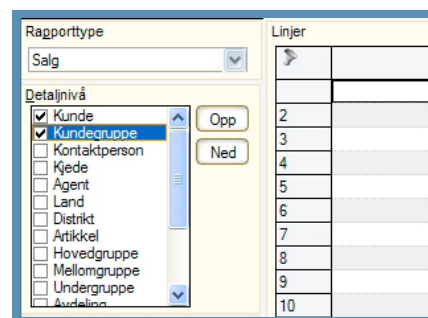 Rapporttype
Salg
Detaljnivå
Kunde
Kundegruppe
Kontaktperson
Kjede
Agent
Land
Distrikt
Artikkel
Hovedgruppe
Mellomgruppe
Undergruppe
Avdeling
Opp
Ned
Linjer
2
3
4
5
6
7
8
9
10